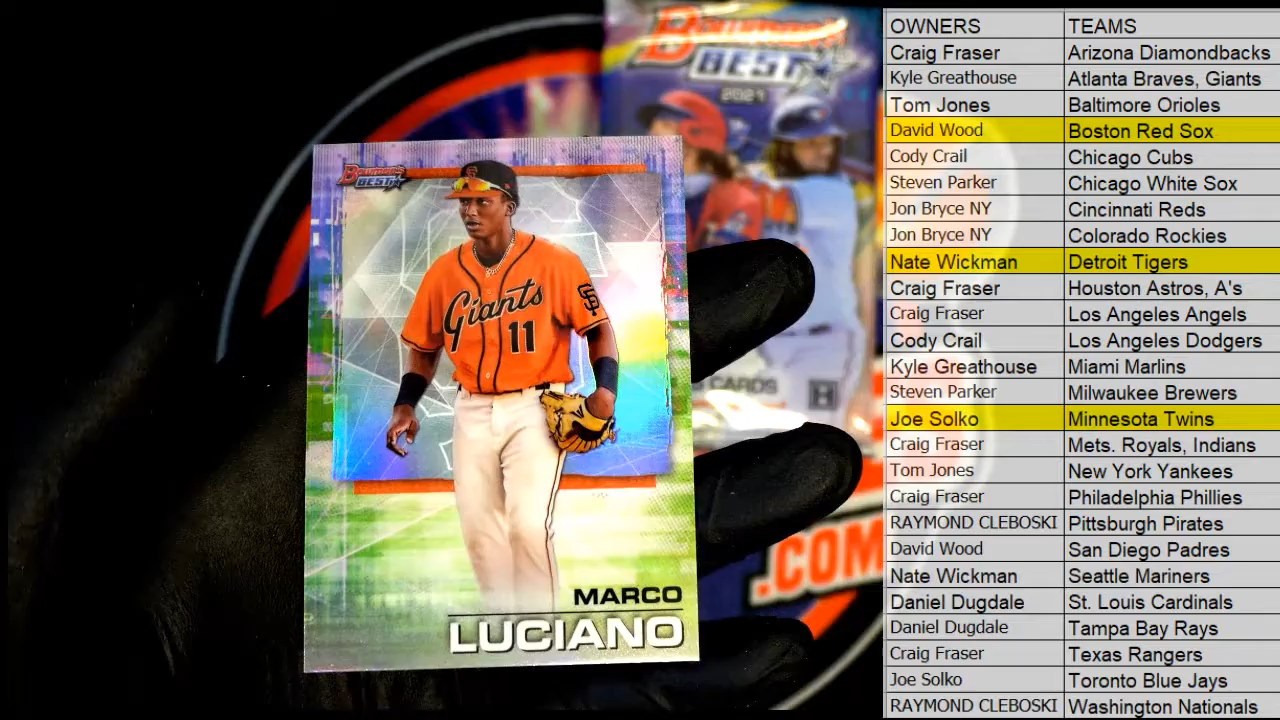 BOWMAN'S
BEST
2021
CARDS
H
.COM
BOWMAN'S
BEST
SF
Giants
11
SF
MARCO
LUCIANO
OWNERS TEAMS
Craig Fraser Arizona Diamondbacks
Kyle Greathouse Atlanta Braves, Giants
Tom Jones Baltimore Orioles
David Wood Boston Red Sox
Cody Crail Chicago Cubs
Steven Parker Chicago White Sox
Jon Bryce NY Cincinnati Reds
Jon Bryce NY Colorado Rockies
Nate Wickman Detroit Tigers
Craig Fraser Houston Astros, A's
Craig Fraser Los Angeles Angels
Cody Crail Los Angeles Dodgers
Kyle Greathouse Miami Marlins
Steven Parker Milwaukee Brewers
Joe Solko Minnesota Twins
Craig Fraser Mets. Royals, Indians
Tom Jones New York Yankees
Craig Fraser Philadelphia Phillies
RAYMOND CLEBOSKI Pittsburgh Pirates
David Wood San Diego Padres
Nate Wickman Seattle Mariners
Daniel Dugdale St. Louis Cardinals
Daniel Dugdale Tampa Bay Rays
Craig Fraser Texas Rangers
Joe Solko Toronto Blue Jays
RAYMOND CLEBOSKI Washington Nationals